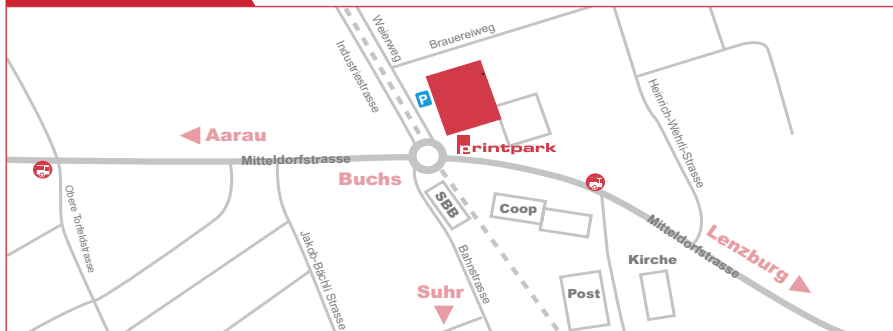 Brauereiweg
Weierweg
Industriestrasse
P
Heinrich-Wehrli-Strasse
Aarau
printpark
Mitteldorfstrasse
Buchs
SBB
Coop
Obere Torfeldstrasse
Jakob-Bächli Strasse
Bahnstrasse
Mitteldorfstrasse
Lenzburg
Kirche
Suhr
Post